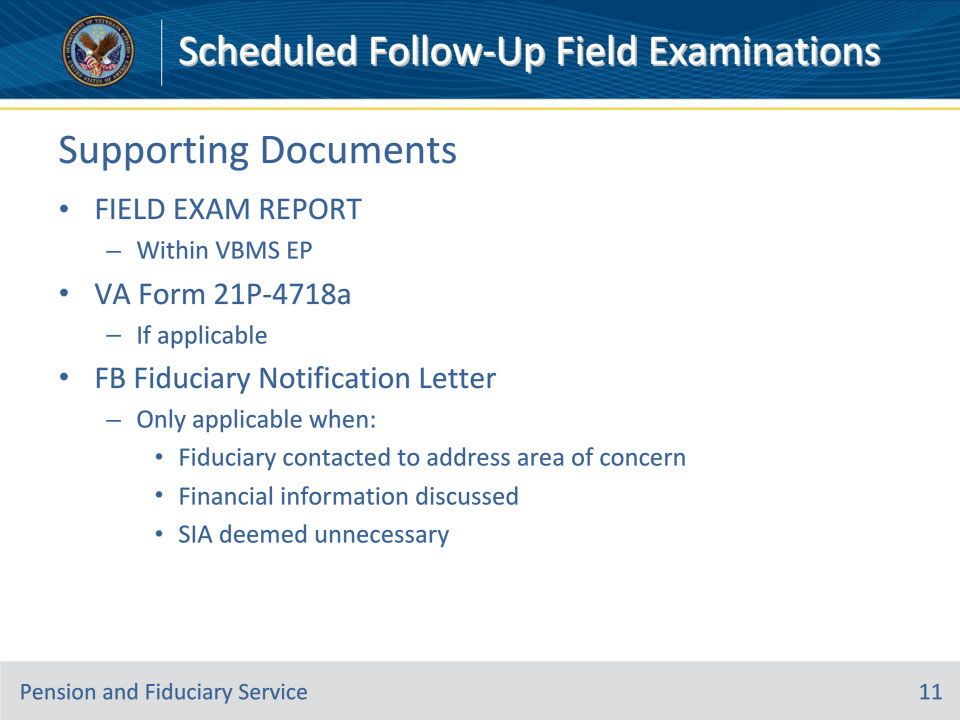 Scheduled Follow-Up Field Examinations
Supporting Documents
• FIELD EXAM REPORT
– Within VBMS EP
• VA Form 21P-4718a
– If applicable
• FB Fiduciary Notification Letter
– Only applicable when:
• Fiduciary contacted to address area of concern
• Financial information discussed
• SIA deemed unnecessary
Pension and Fiduciary Service
11